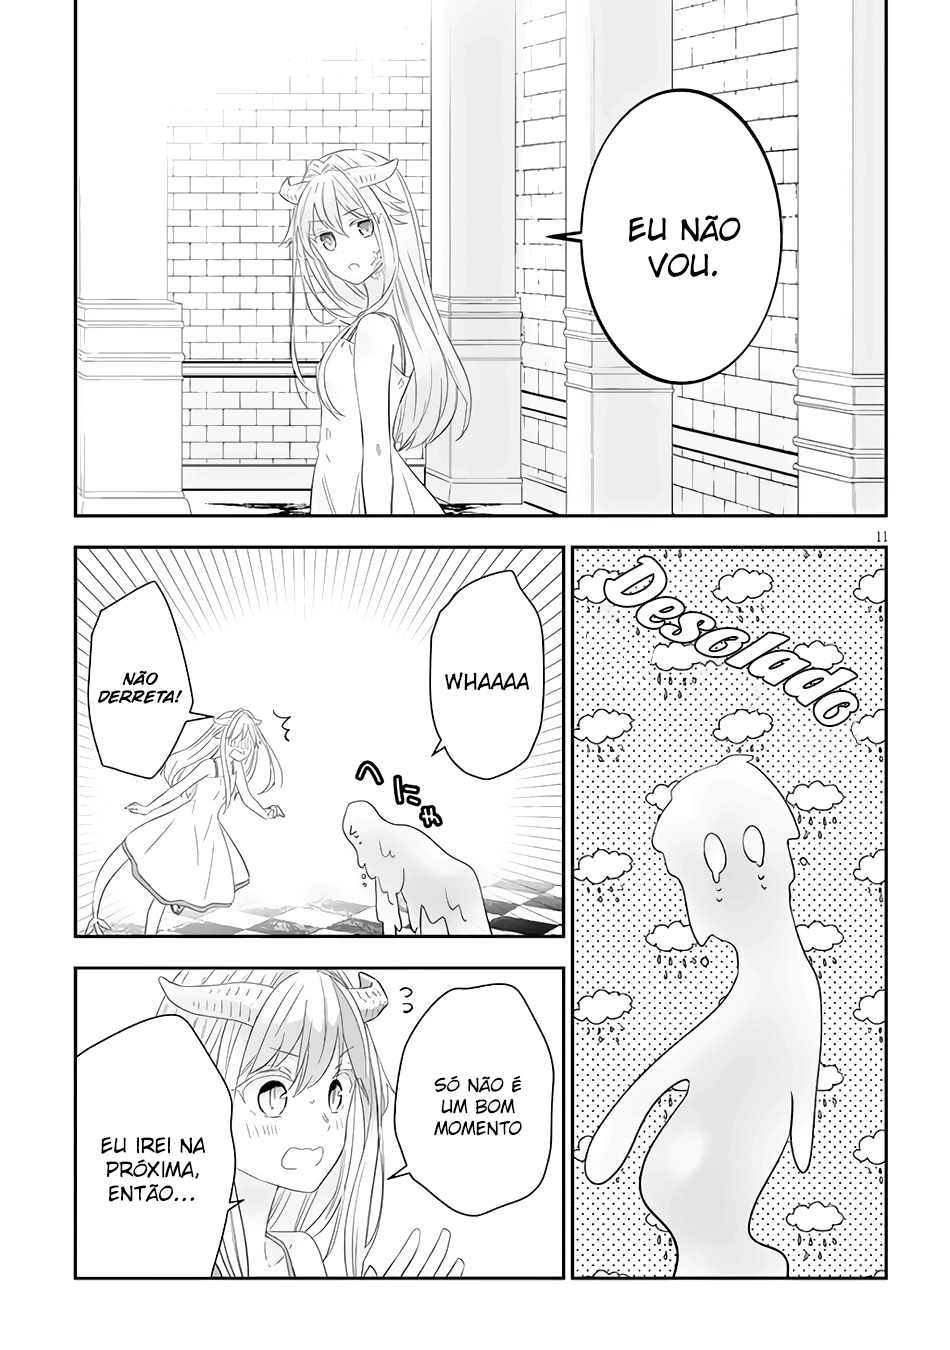 EU NÃO
VOU.
11
Desolado
WHAAAA
へにゃ
NÃO
DERRETA!
SÓ NÃO É
UM BOM
MOMENTO
EU IREI NA
PRÓXIMA,
ENTÃO...